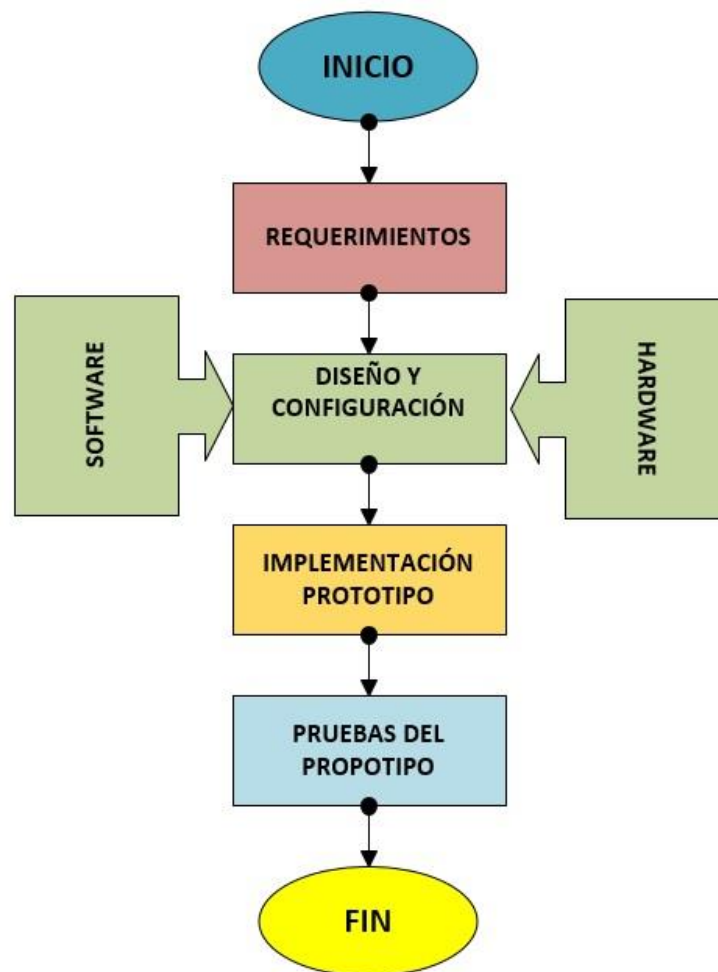 INICIO
REQUERIMIENTOS
SOFTWARE
DISEÑO Y
CONFIGURACIÓN
HARDWARE
IMPLEMENTACIÓN
PROTOTIPO
PRUEBAS DEL
PROPOTIPO
FIN